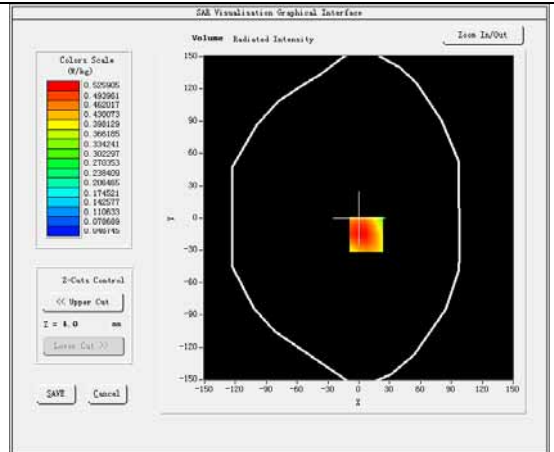 SAR Visualisation Graphical Interface
Volume Radiated Intensity
Zoom In/Out
Colors Scale
(W/kg)
0.525905
0.493961
0.462017
0.430073
0.398129
0.366185
0.334241
0.302297
0.270353
0.238409
0.206465
0.174521
0.142577
0.110633
0.078689
0.046745
Z-Cuts Control
<< Upper Cut
Z = 4.0 mm
Lower Cut >>
SAVE
Cancel
150
120
90
60
30
0
-30
-60
-90
-120
-150
Y
-150 -120 -90 -60 -30 0 30 60 90 120 150
X